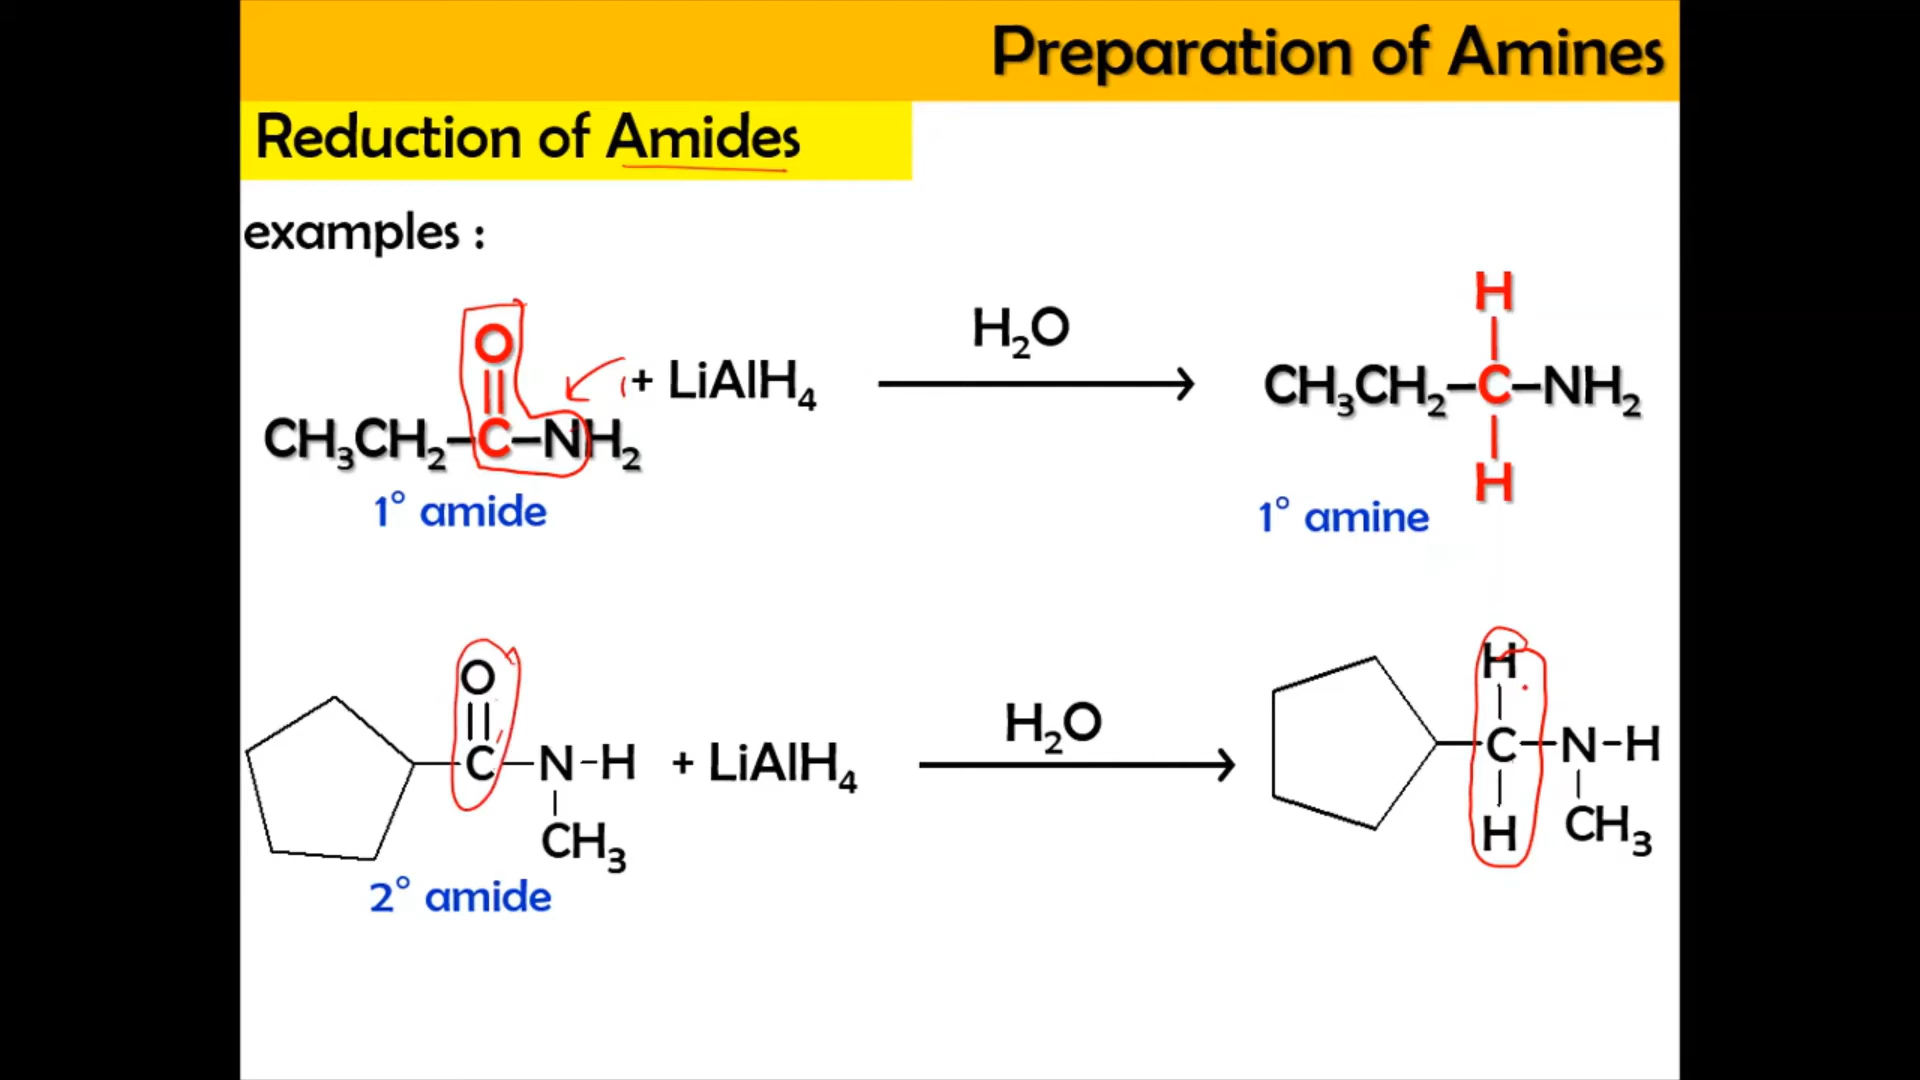 Preparation of Amines
Reduction of Amides
examples :
O
CH₃CH₂–C–NH₂ + LiAlH₄
H₂O
H
CH₃CH₂–C–NH₂
H
1° amide
1° amine
O
C–N–H + LiAlH₄
CH₃
H₂O
H
C–N–H
H
CH₃
2° amide